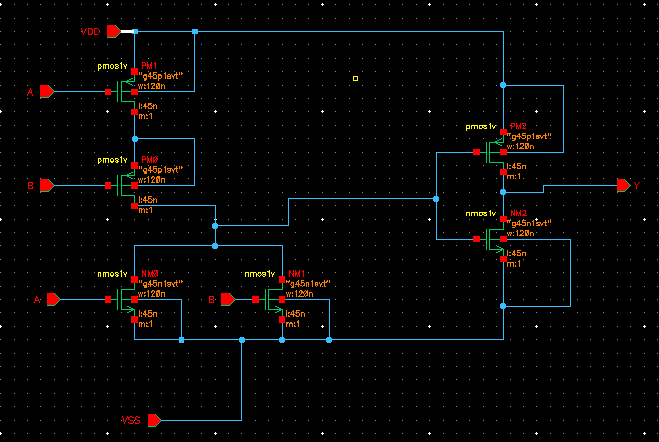 VDD
pmos1v PM1
"g45p1svt"
w:120n
A
l:45n
m:1
pmos1v PM0
"g45p1svt"
w:120n
B
l:45n
m:1
pmos1v
"g45p1svt"
w:120n
l:45n
m:1
Y
nmos1v NM2
"g45n1svt"
w:120n
l:45n
m:1
nmos1v NM0
"g45n1svt"
w:120n
A
l:45n
m:1
nmos1v NM1
"g45n1svt"
w:120n
l:45n
m:1
VSS